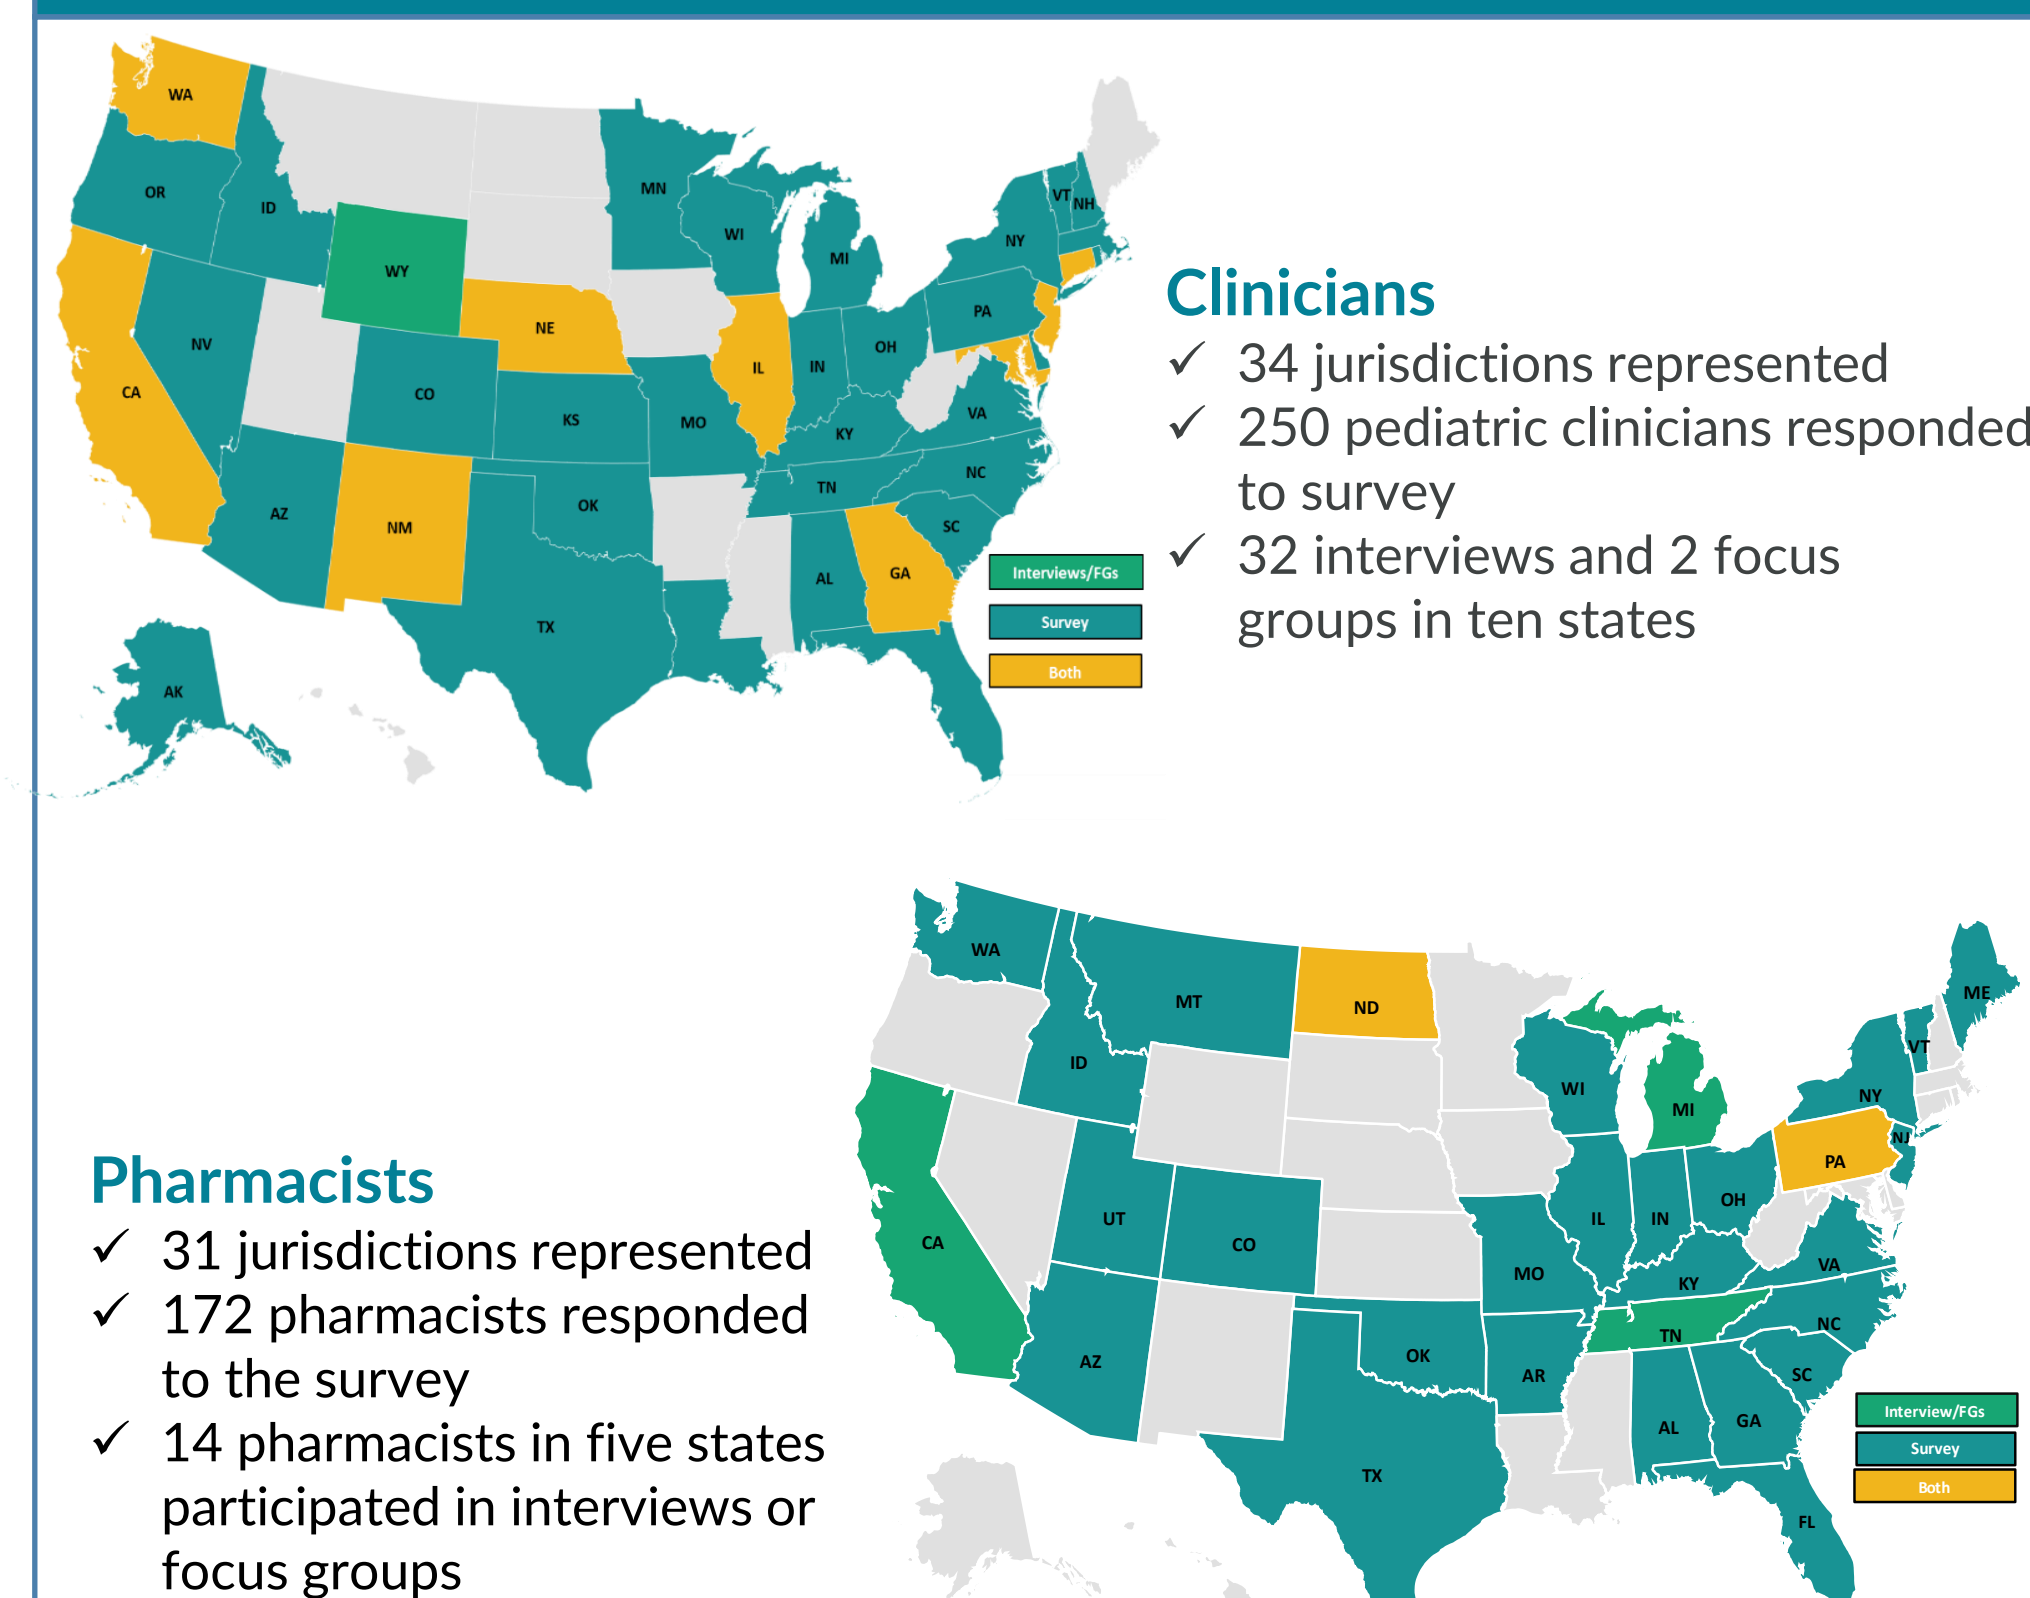 WA
OR
ID
MN
VT
NH
WI
NY
MI
WY
PA
NE
NV
OH
IL
IN
CA
CO
VA
KS
MO
KY
NC
TN
OK
AZ
SC
NM
GA
AL
TX
AK
Interviews/FGs
Survey
Both
Clinicians
✓ 34 jurisdictions represented
✓ 250 pediatric clinicians responded
to survey
✓ 32 interviews and 2 focus
groups in ten states
Pharmacists
✓ 31 jurisdictions represented
✓ 172 pharmacists responded
to the survey
✓ 14 pharmacists in five states
participated in interviews or
focus groups
WA
MT
ND
ME
ID
VT
WI
NY
MI
NJ
PA
OH
UT
IL
IN
CA
CO
VA
MO
KY
NC
TN
AZ
OK
AR
SC
GA
AL
TX
FL
Interview/FGs
Survey
Both